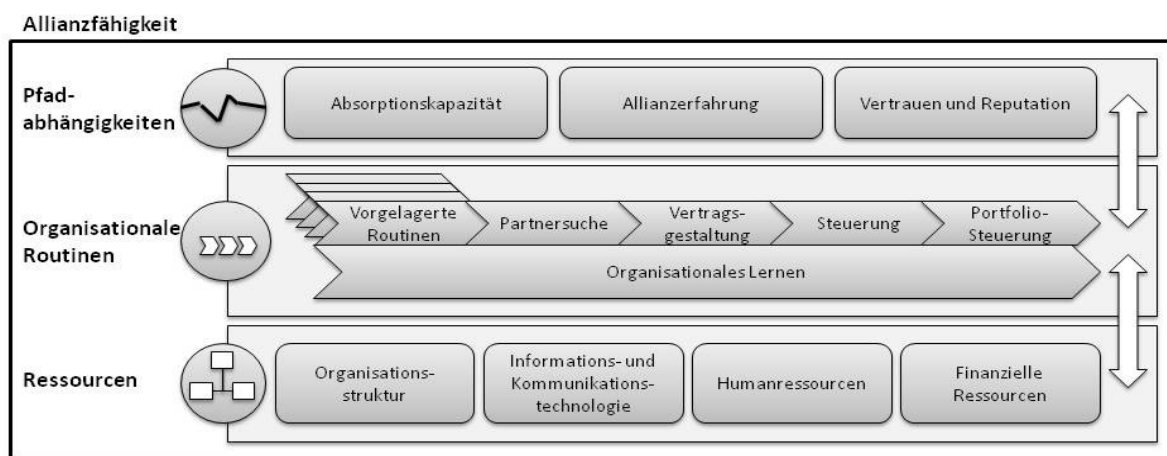 Allianzfähigkeit
Pfad-
abhängigkeiten
Absorptionskapazität
Allianzerfahrung
Vertrauen und Reputation
Organisationale
Routinen
Vorgelagerte
Routinen
Partnersuche
Vertrags-
gestaltung
Steuerung
Portfolio-
Steuerung
Organisationales Lernen
Ressourcen
Organisations-
struktur
Informations- und
Kommunikations-
technologie
Humanressourcen
Finanzielle
Ressourcen